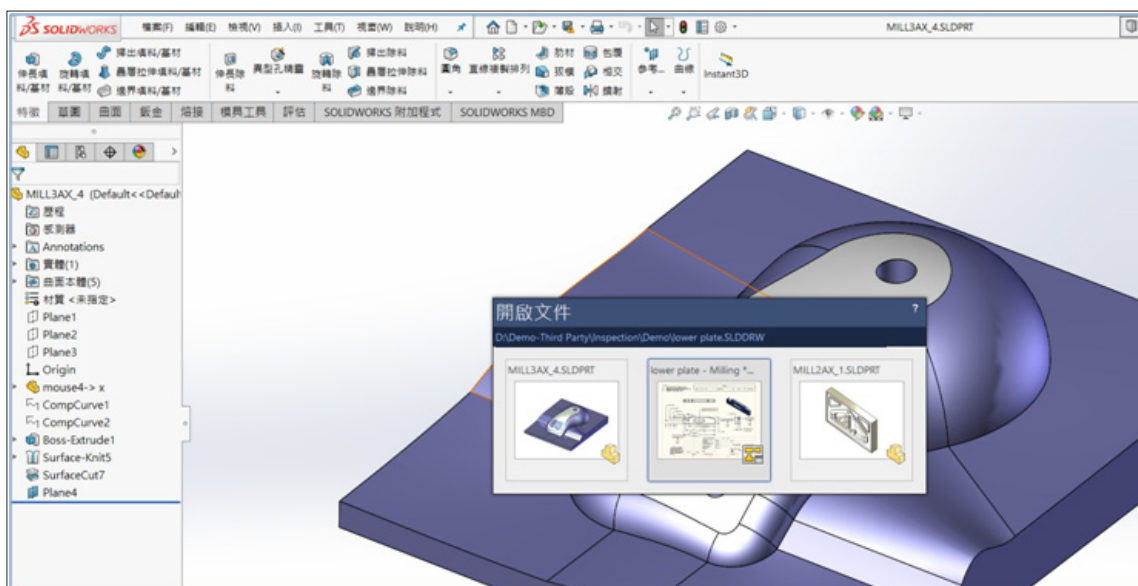 SOLIDWORKS 檔案(F) 編輯(E) 檢視(V) 插入(I) 工具(T) 視窗(W) 說明(H) MILL3AX_4.SLDPRT
伸長填料/基材
旋轉填料/基材
掃出填料/基材
疊層拉伸填料/基材
邊界填料/基材
伸長除料
異型孔精靈
旋轉除料
掃出除料
疊層拉伸除料
邊界除料
圓角
直線複製排列
肋材
拔模
薄殼
包覆
相交
鏡射
參考...
曲線
Instant3D
特徵 草圖 曲面 鈑金 熔接 模具工具 評估 SOLIDWORKS 附加程式 SOLIDWORKS MBD
MILL3AX_4 (Default<<Default
歷程
感測器
Annotations
實體(1)
曲面本體(5)
材質 <未指定>
Plane1
Plane2
Plane3
Origin
mouse4-> x
CompCurve1
CompCurve2
Boss-Extrude1
Surface-Knit5
SurfaceCut7
Plane4
開啟文件 ?
D:\Demo-Third Party\Inspection\Demo\lower plate.SLDDRW
MILL3AX_4.SLDPRT
lower plate - Milling *...
MILL2AX_1.SLDPRT